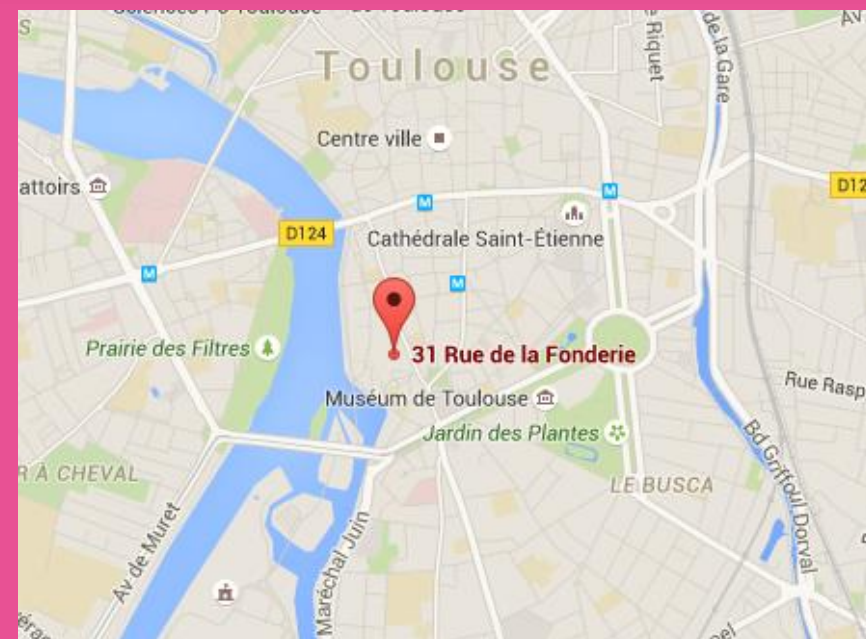 Toulouse
Centre ville
attoirs
M
M
D12
D124
Cathédrale Saint-Étienne
M
M
Prairie des Filtres
31 Rue de la Fonderie
Muséum de Toulouse
Jardin des Plantes
Rue Rasp
R À CHEVAL
LE BUSCA
Av de Muret
Maréchal Juin
Bd Griffoul Dorval
e Riquet
de la Gare
Av